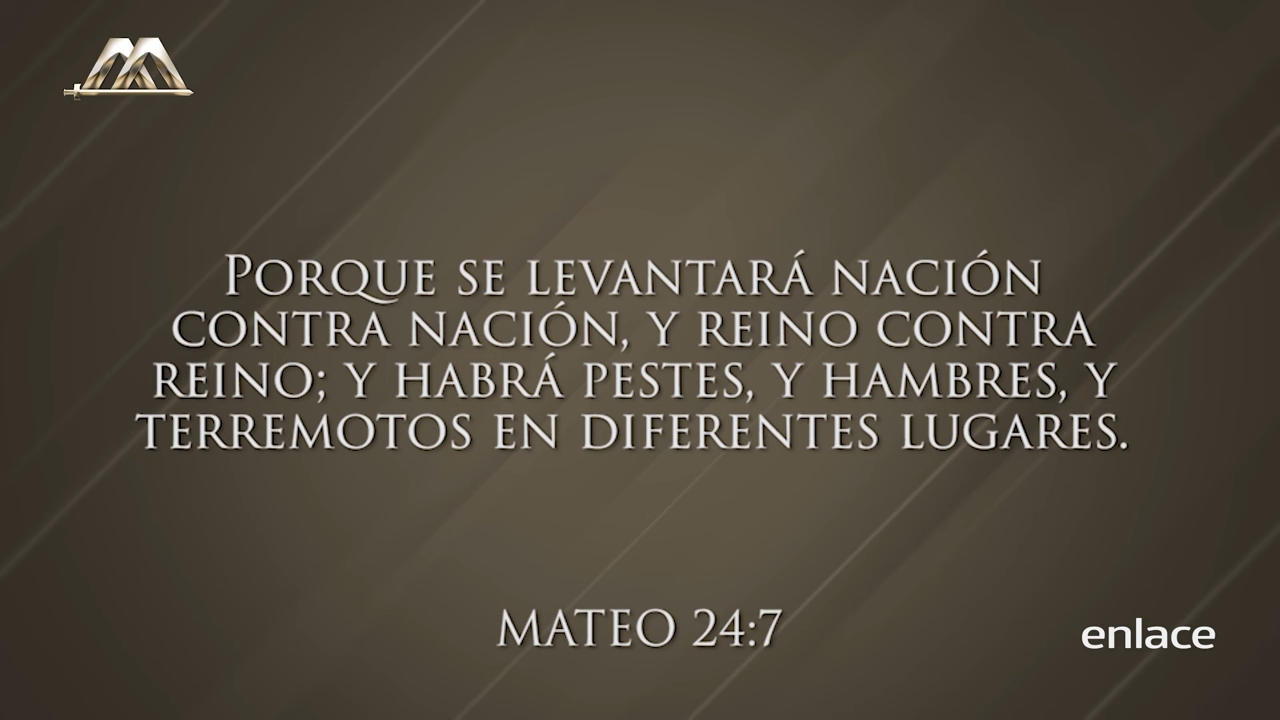 Porque se levantará nación
contra nación, y reino contra
reino; y habrá pestes, y hambres, y
terremotos en diferentes lugares.
MATEO 24:7
enlace